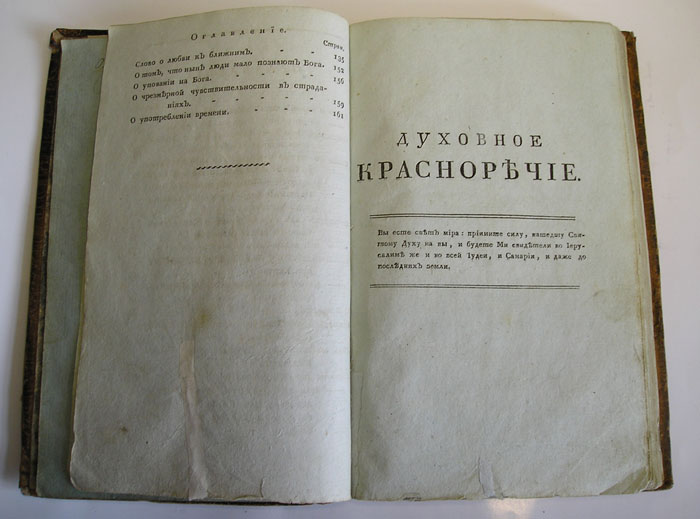 Оглавленіе.
Стран.
Слово о любви къ ближнимъ. - - 135
О томъ, что нынѣ люди мало познаютъ Бога. 152
О упованіи на Бога. - - - - 156
О чрезмѣрной чувствительности въ страда-
ніяхъ. - - - - - 159
О употребленіи времени. - - - - 161
ДУХОВНОЕ
КРАСНОРѢЧІЕ.
Вы есте свѣтъ міра: пріимите силу, нашедшу Свя-
тому Духу на вы, и будете Ми свидѣтели во Іеру-
салимѣ же и во всей Іудеи, и Самаріи, и даже до
послѣднихъ земли.